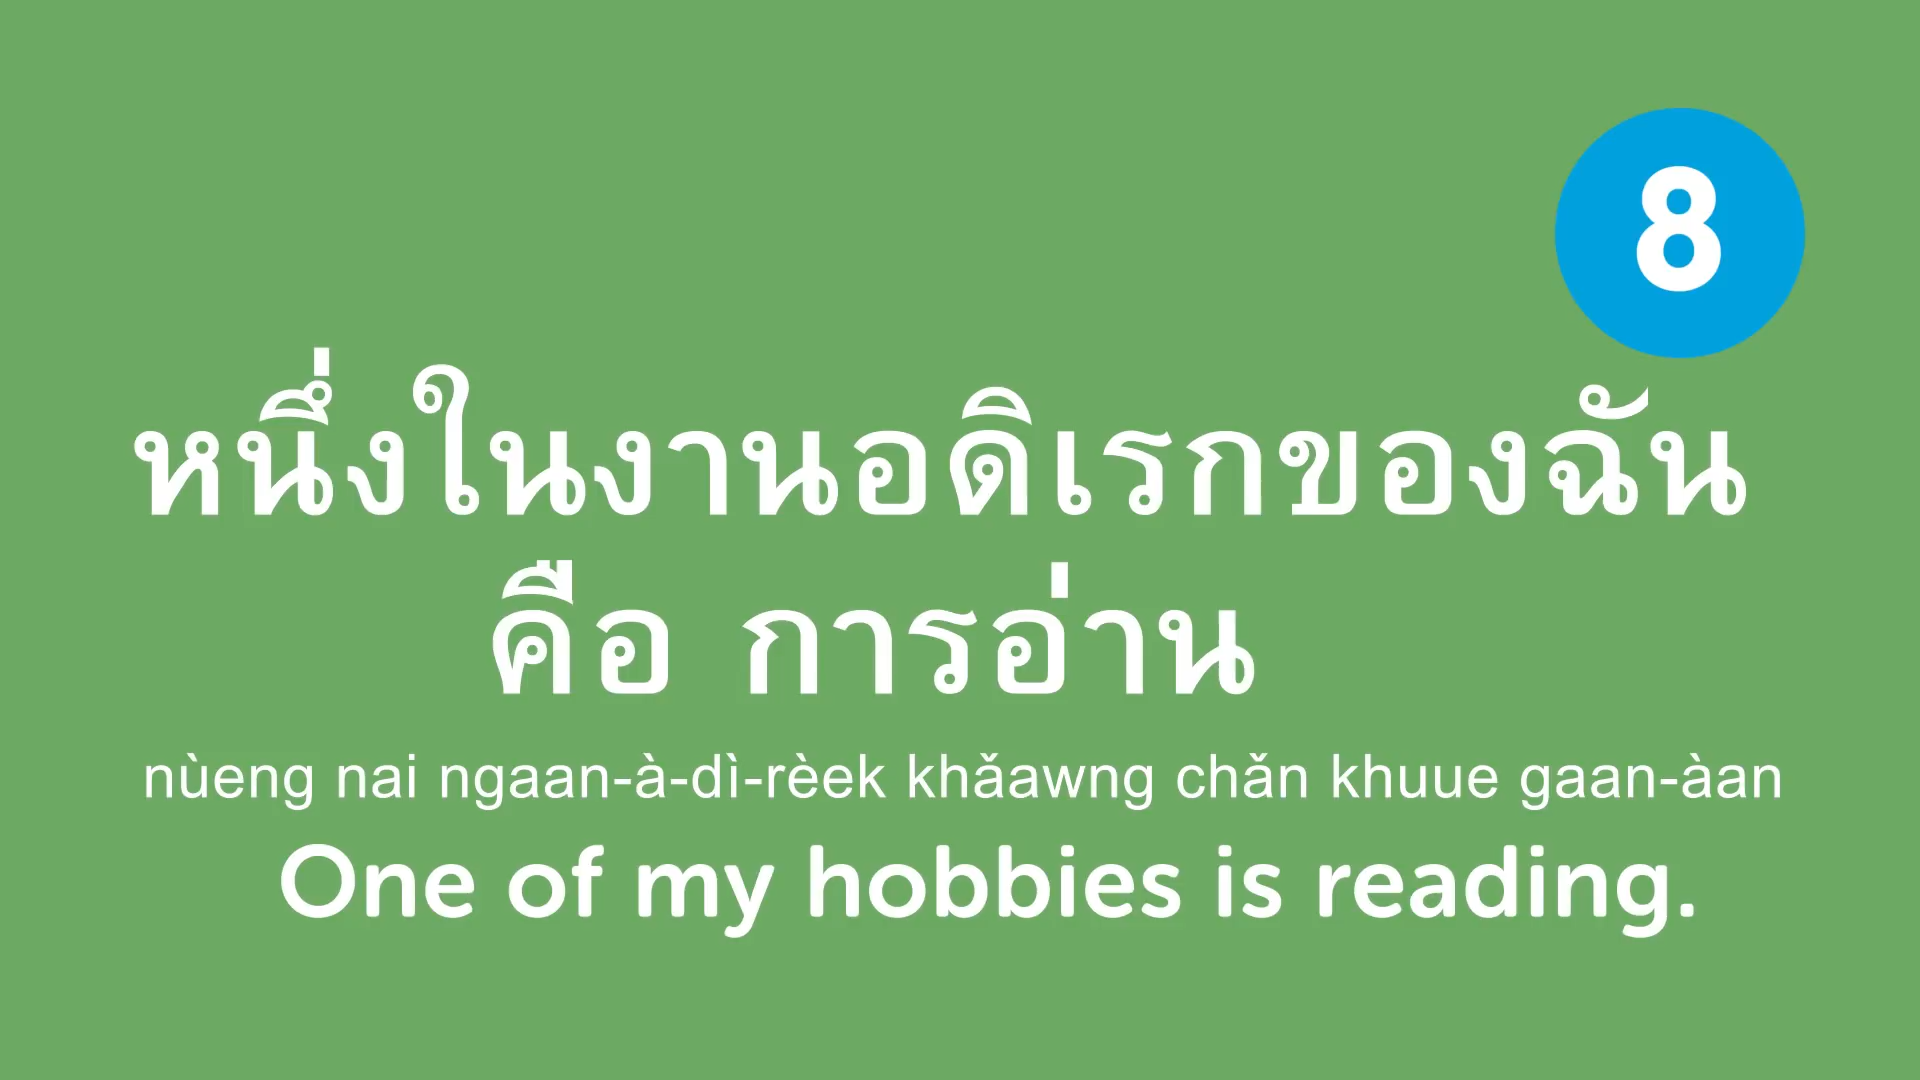 8
หนึ่งในงานอดิเรกของฉัน
คือ การอ่าน
nùeng nai ngaan-à-dì-rèek khǎawng chǎn khuue gaan-àan
One of my hobbies is reading.